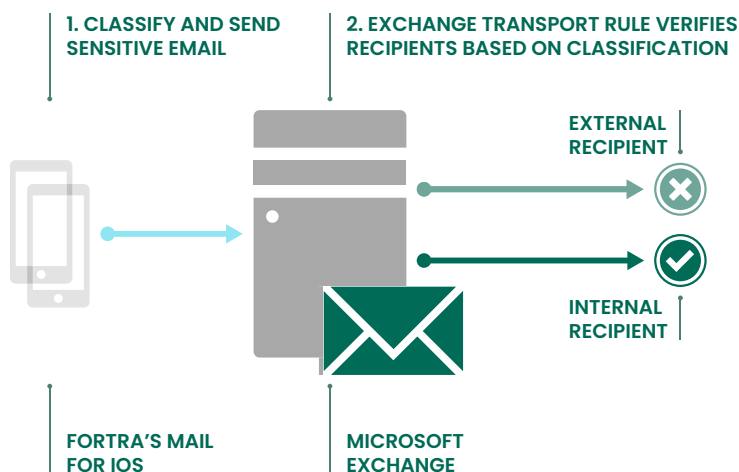 1. CLASSIFY AND SEND
SENSITIVE EMAIL
2. EXCHANGE TRANSPORT RULE VERIFIES
RECIPIENTS BASED ON CLASSIFICATION
EXTERNAL
RECIPIENT
INTERNAL
RECIPIENT
FORTRA'S MAIL
FOR IOS
MICROSOFT
EXCHANGE